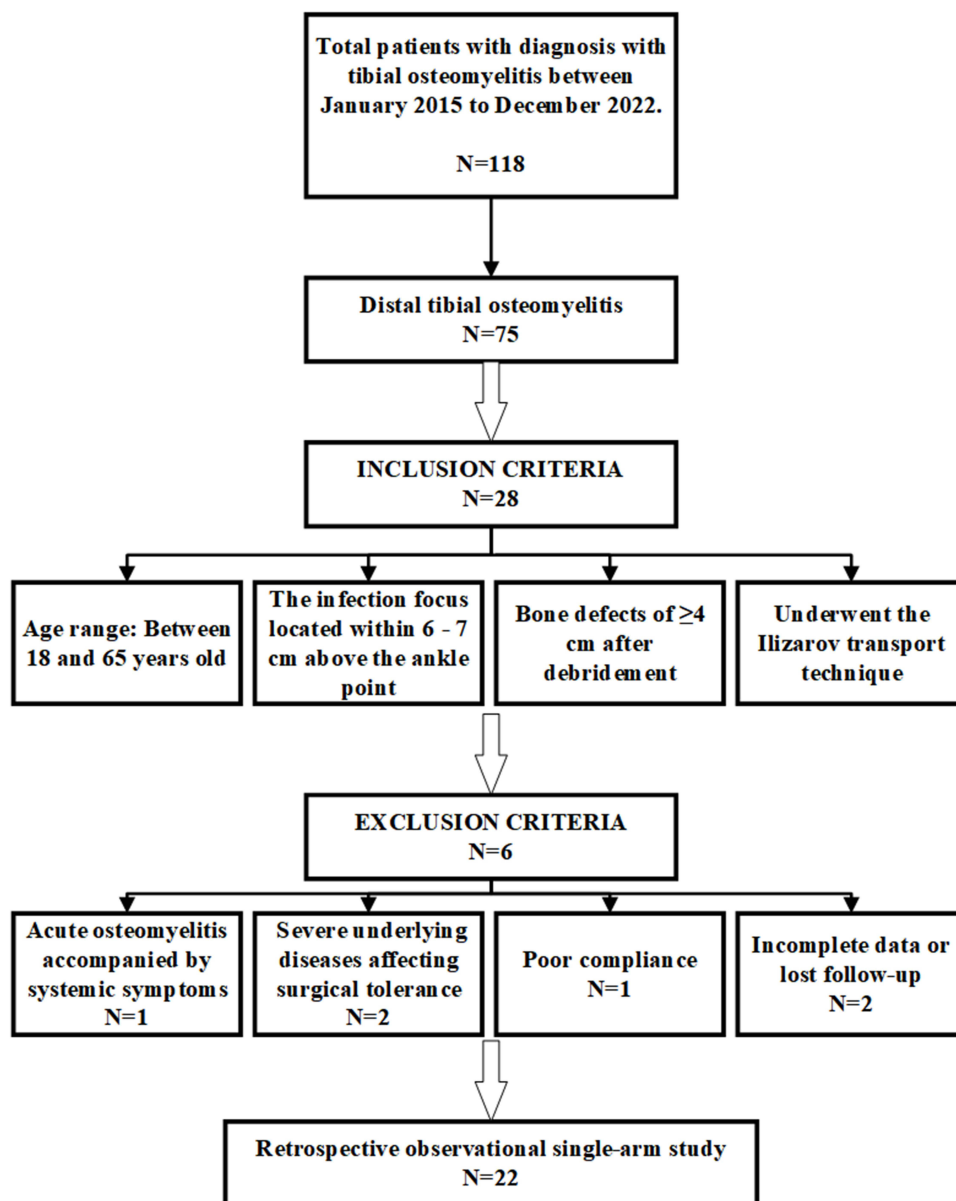 Total patients with diagnosis with
tibial osteomyelitis between
January 2015 to December 2022.
N=118
Distal tibial osteomyelitis
N=75
INCLUSION CRITERIA
N=28
Age range: Between
18 and 65 years old
The infection focus
located within 6 - 7
cm above the ankle
point
Bone defects of ≥4
cm after
debridement
Underwent the
Ilizarov transport
technique
EXCLUSION CRITERIA
N=6
Acute osteomyelitis
accompanied by
systemic symptoms
N=1
Severe underlying
diseases affecting
surgical tolerance
N=2
Poor compliance
N=1
Incomplete data or
lost follow-up
N=2
Retrospective observational single-arm study
N=22